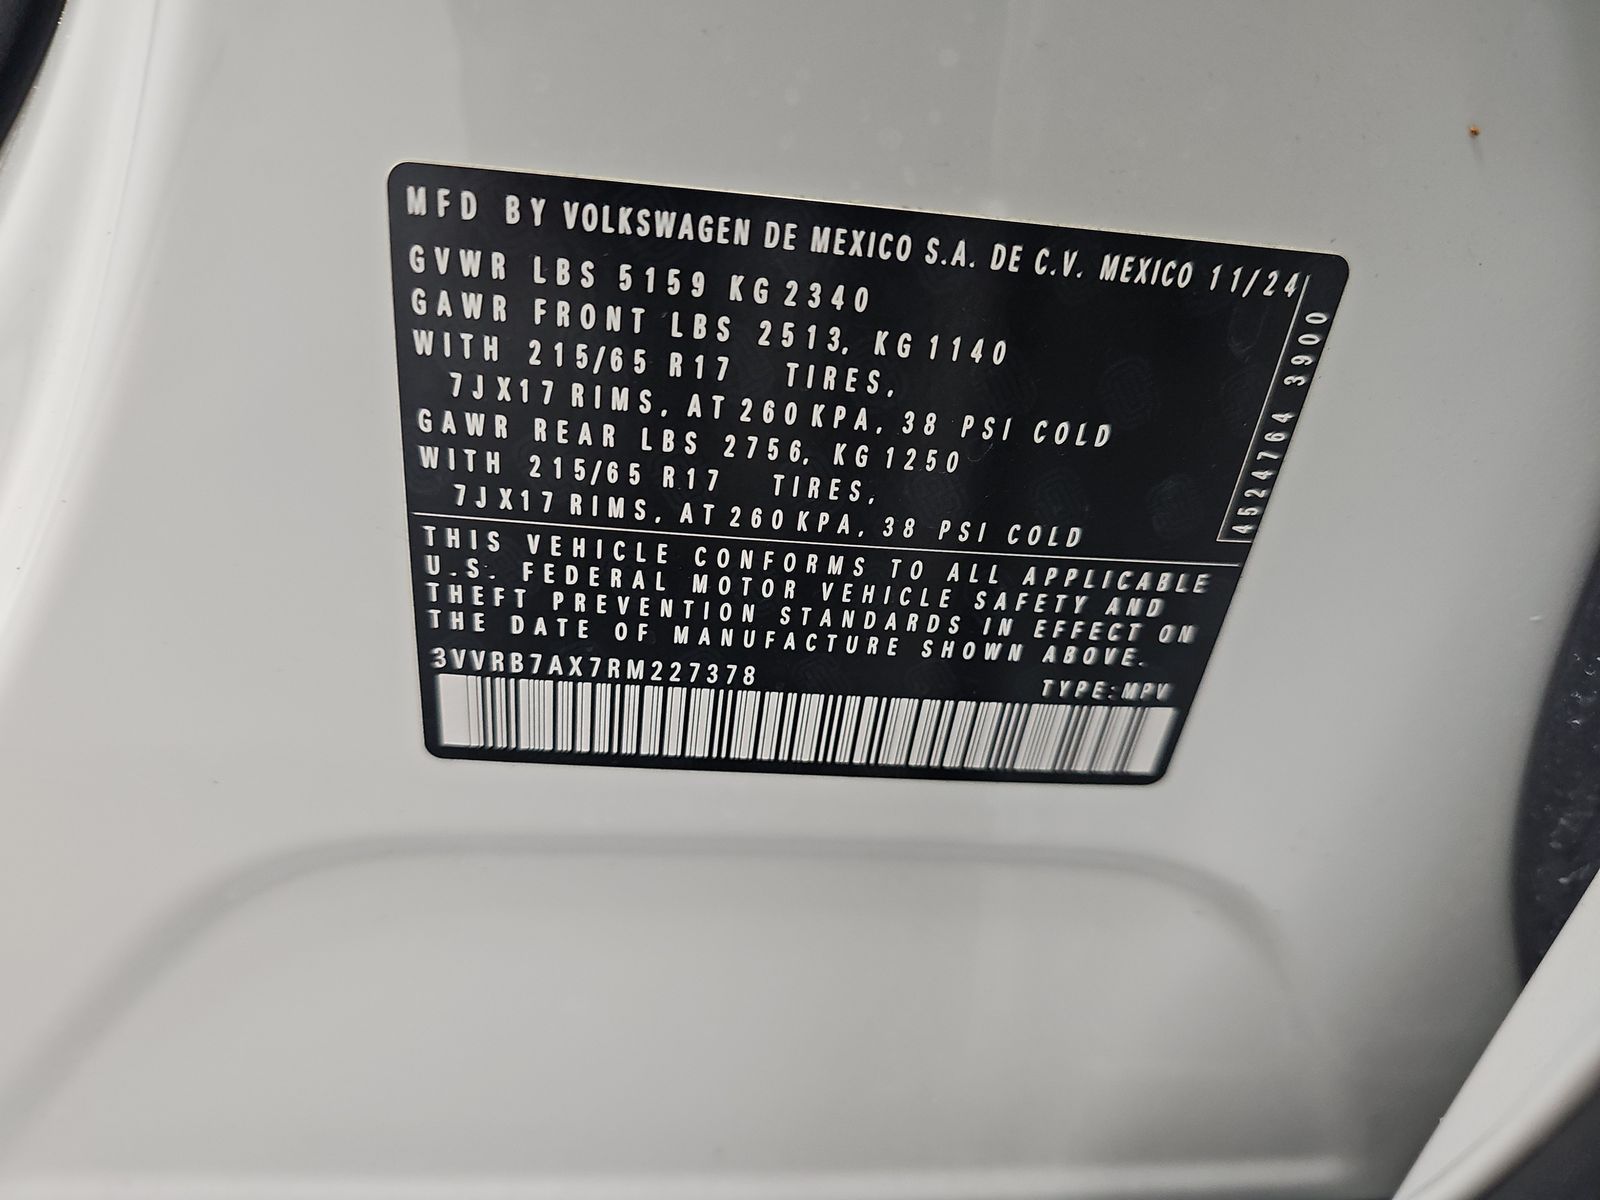 MFD BY VOLKSWAGEN DE MEXICO S.A. DE C.V. MEXICO 11/24
GVWR LBS 5159 KG 2340
GAWR FRONT LBS 2513, KG 1140
WITH 215/65 R17 TIRES,
7JX17 RIMS, AT 260 KPA, 38 PSI COLD
GAWR REAR LBS 2756, KG 1250
WITH 215/65 R17 TIRES,
7JX17 RIMS, AT 260 KPA, 38 PSI COLD
4524764 3900
THIS VEHICLE CONFORMS TO ALL APPLICABLE
U.S. FEDERAL MOTOR VEHICLE SAFETY AND
THEFT PREVENTION STANDARDS IN EFFECT ON
THE DATE OF MANUFACTURE SHOWN ABOVE.
3VVRB7AX7RM227378 TYPE:MPV